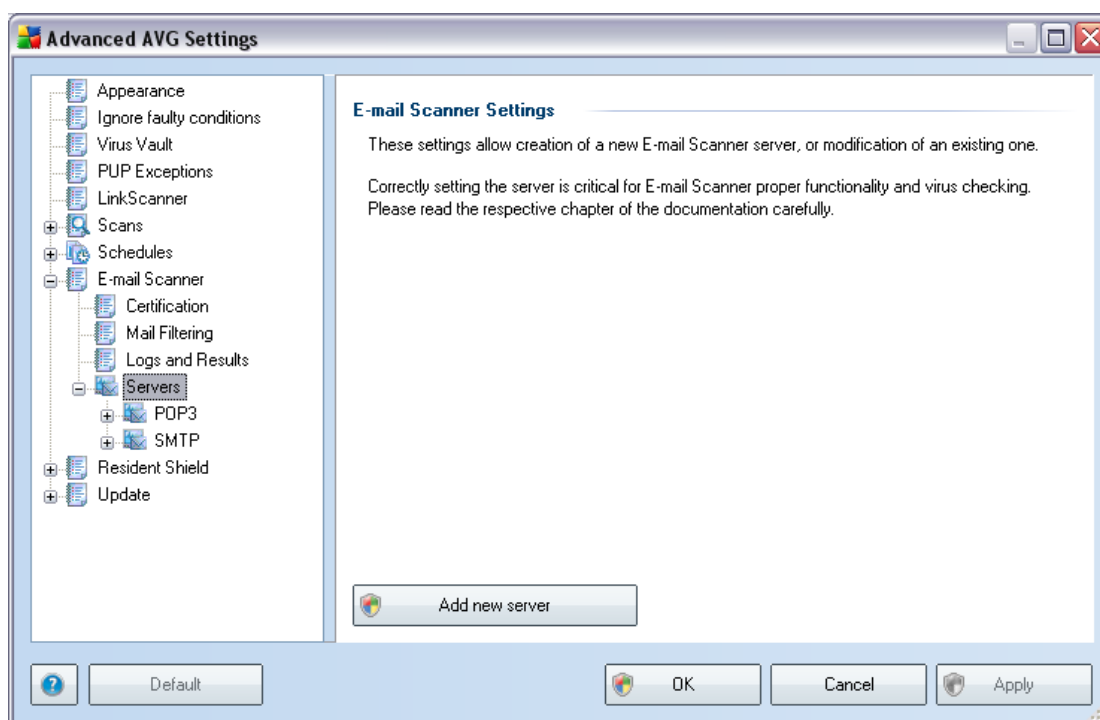 Advanced AVG Settings
Appearance
Ignore faulty conditions
Virus Vault
PUP Exceptions
LinkScanner
Scans
Schedules
E-mail Scanner
Certification
Mail Filtering
Logs and Results
Servers
POP3
SMTP
Resident Shield
Update
E-mail Scanner Settings
These settings allow creation of a new E-mail Scanner server, or modification of an existing one.
Correctly setting the server is critical for E-mail Scanner proper functionality and virus checking.
Please read the respective chapter of the documentation carefully.
Add new server
?
Default
OK
Cancel
Apply